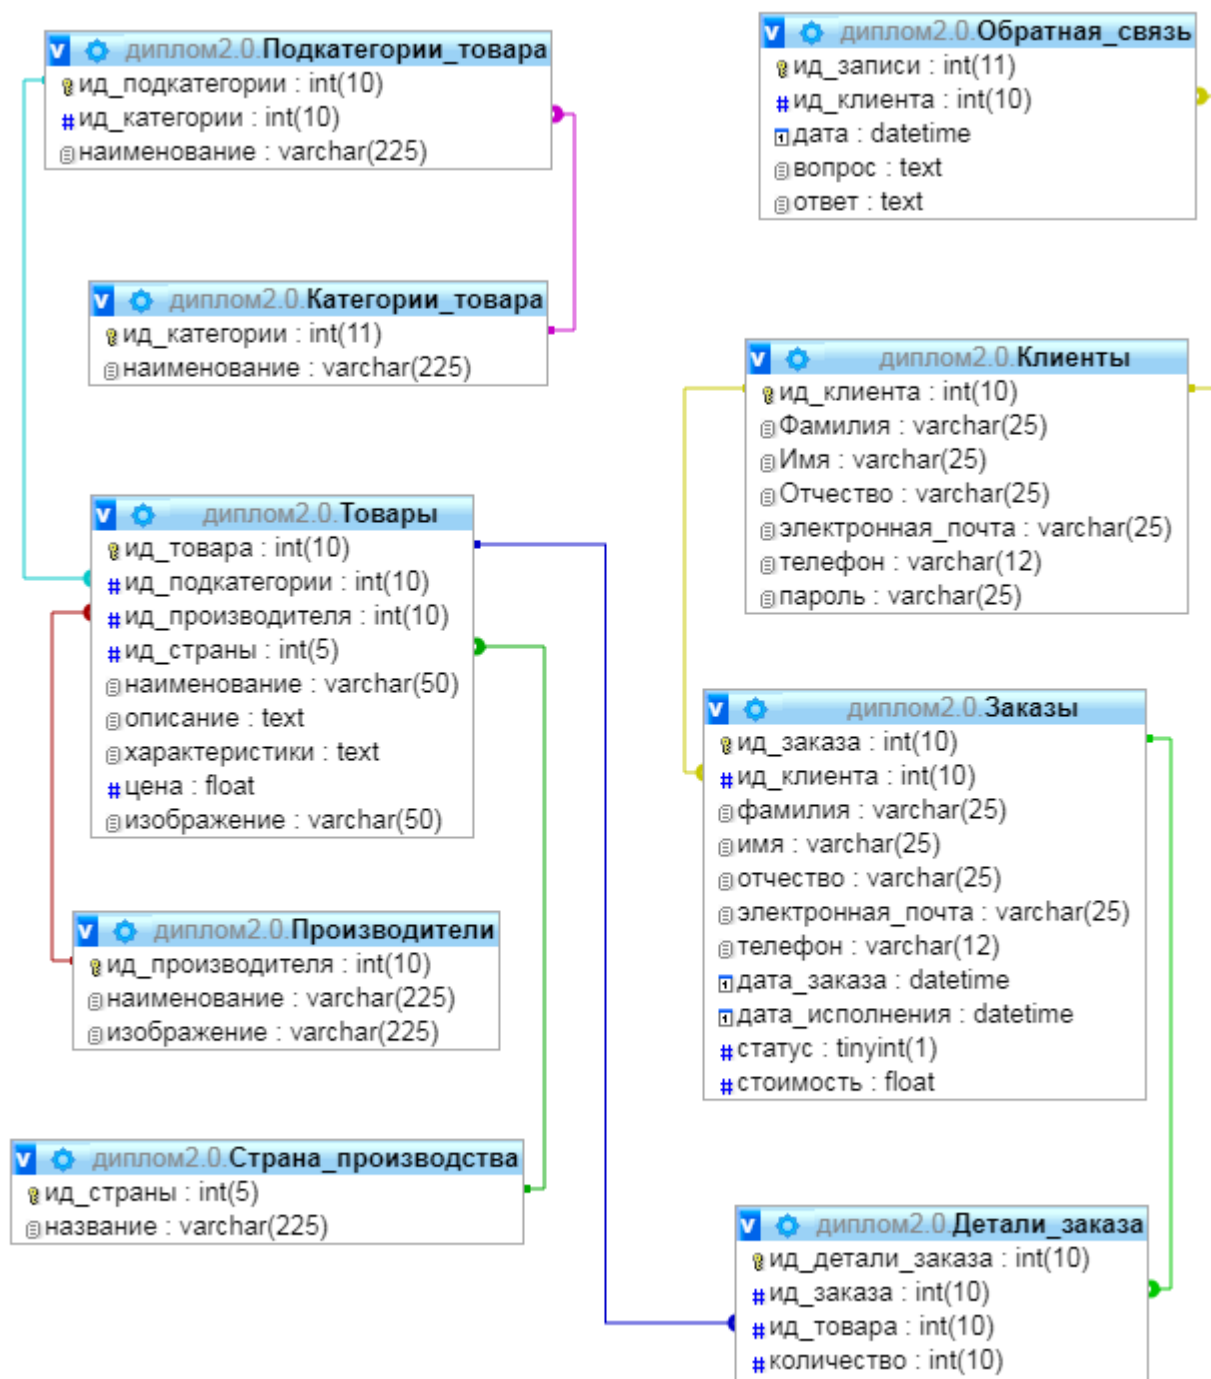 v диплом2.0.Подкатегории_товара
ид_подкатегории : int(10)
#ид_категории : int(10)
наименование : varchar(225)
v диплом2.0.Категории_товара
ид_категории : int(11)
наименование : varchar(225)
v диплом2.0.Товары
ид_товара : int(10)
#ид_подкатегории : int(10)
#ид_производителя : int(10)
#ид_страны : int(5)
наименование : varchar(50)
описание : text
характеристики : text
#цена : float
изображение : varchar(50)
v диплом2.0.Производители
ид_производителя : int(10)
наименование : varchar(225)
изображение : varchar(225)
v диплом2.0.Страна_производства
ид_страны : int(5)
название : varchar(225)
v диплом2.0.Обратная_связь
ид_записи : int(11)
#ид_клиента : int(10)
дата : datetime
вопрос : text
ответ : text
v диплом2.0.Клиенты
ид_клиента : int(10)
Фамилия : varchar(25)
Имя : varchar(25)
Отчество : varchar(25)
электронная_почта : varchar(25)
телефон : varchar(12)
пароль : varchar(25)
v диплом2.0.Заказы
ид_заказа : int(10)
#ид_клиента : int(10)
фамилия : varchar(25)
имя : varchar(25)
отчество : varchar(25)
электронная_почта : varchar(25)
телефон : varchar(12)
дата_заказа : datetime
дата_исполнения : datetime
#статус : tinyint(1)
#стоимость : float
v диплом2.0.Детали_заказа
ид_детали_заказа : int(10)
#ид_заказа : int(10)
#ид_товара : int(10)
#количество : int(10)